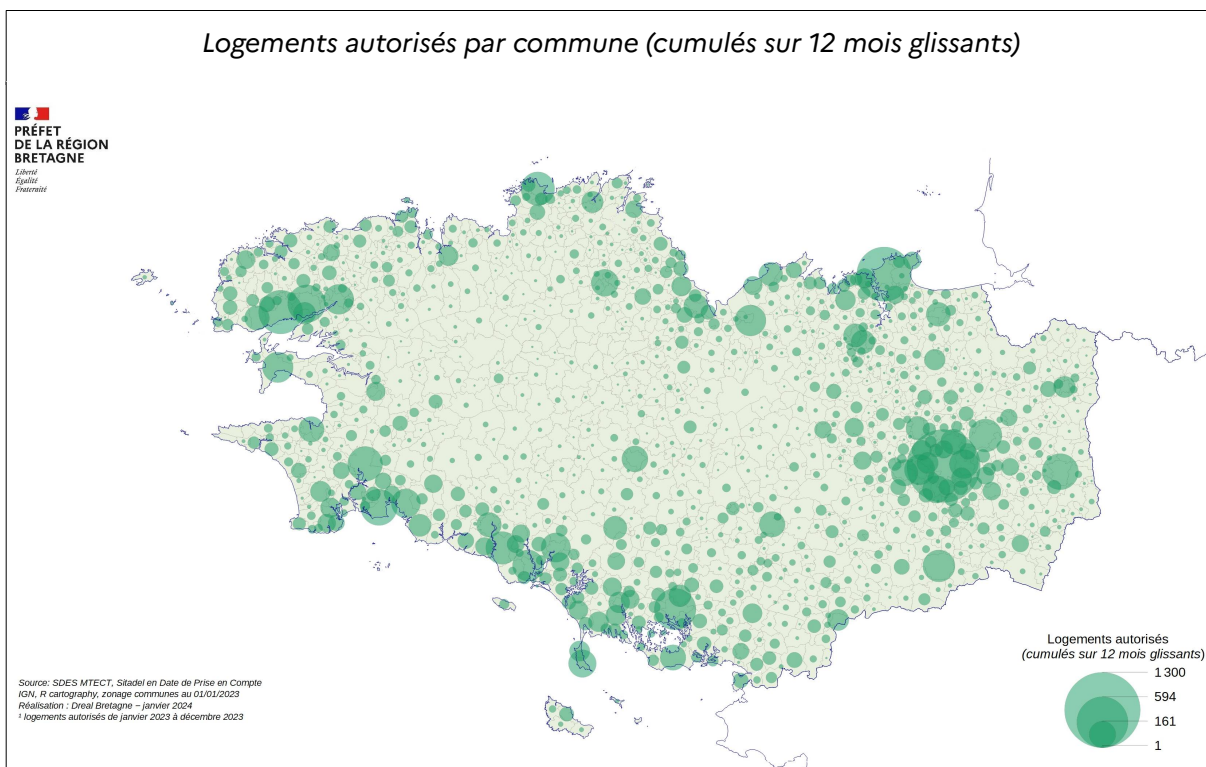 Logements autorisés par commune (cumulés sur 12 mois glissants)
PRÉFET
DE LA RÉGION
BRETAGNE
Liberté
Égalité
Fraternité
Logements autorisés
(cumulés sur 12 mois glissants)
1 300
594
161
1
Source: SDES MTECT, Sitadel en Date de Prise en Compte
IGN, R cartography, zonage communes au 01/01/2023
Réalisation : Dreal Bretagne – janvier 2024
¹ logements autorisés de janvier 2023 à décembre 2023